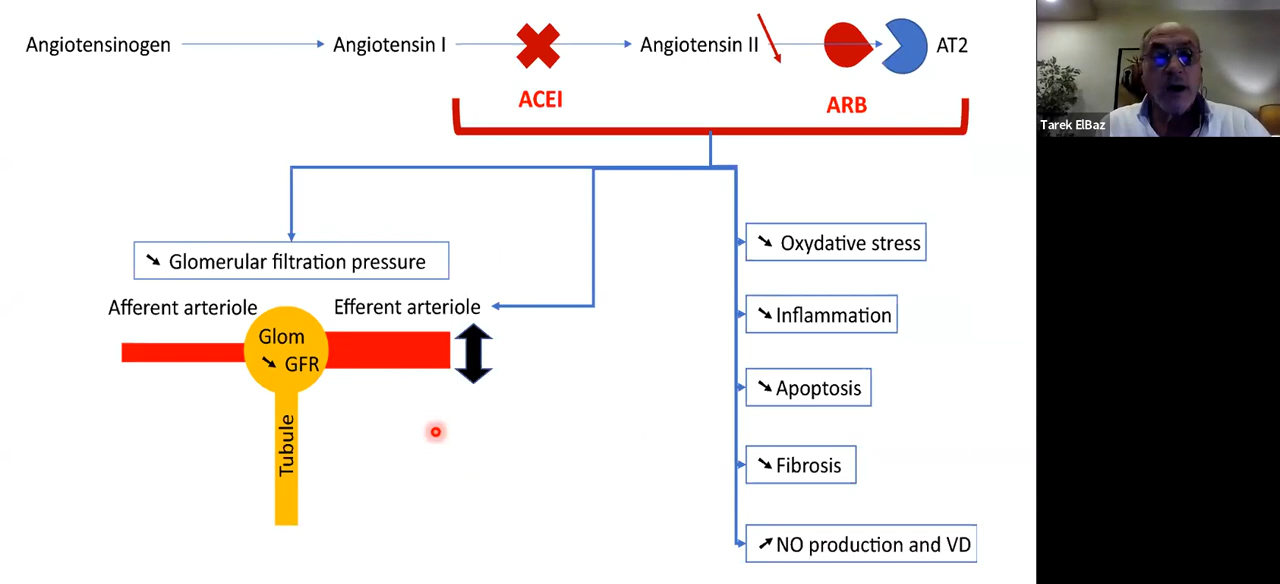 Angiotensinogen
Angiotensin I
Angiotensin II
AT2
ACEI
ARB
Tarek ElBaz
Glomerular filtration pressure
Afferent arteriole
Efferent arteriole
Glom
GFR
Tubule
Oxydative stress
Inflammation
Apoptosis
Fibrosis
NO production and VD